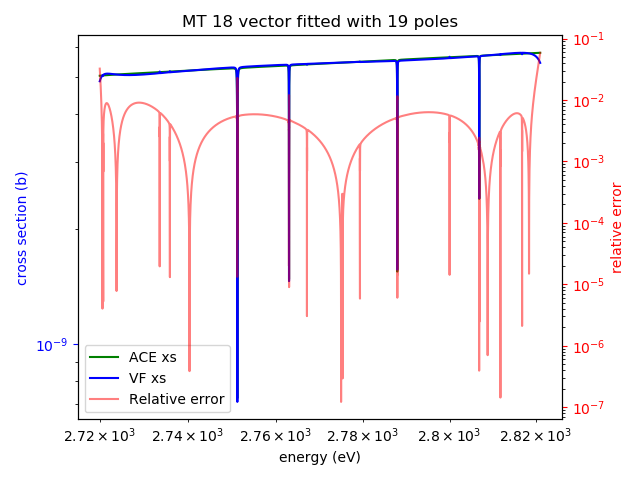 MT 18 vector fitted with 19 poles
cross section (b)
10⁻⁹
10⁻¹
10⁻²
10⁻³
10⁻⁴
10⁻⁵
10⁻⁶
10⁻⁷
relative error
ACE xs
VF xs
Relative error
2.72 × 10³ 2.74 × 10³ 2.76 × 10³ 2.78 × 10³ 2.8 × 10³ 2.82 × 10³
energy (eV)